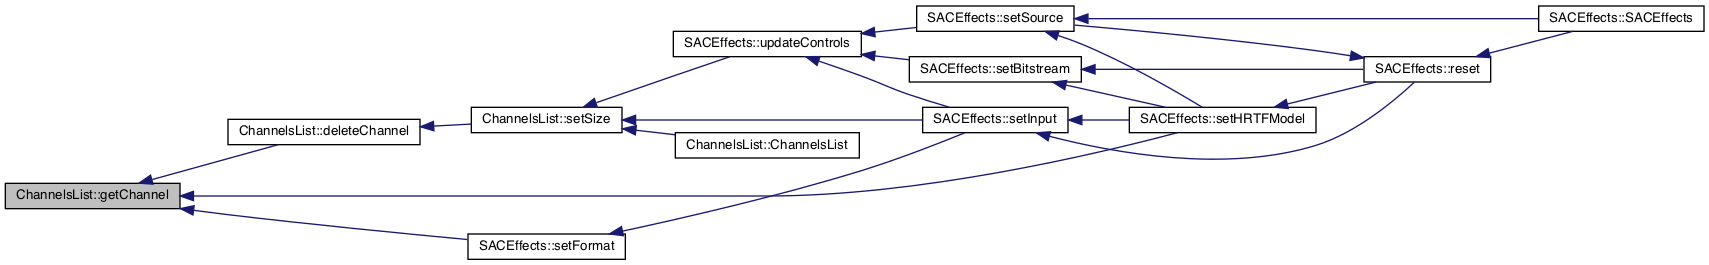 SACEffects::setSource
SACEffects::SACEffects
SACEffects::updateControls
SACEffects::setBitstream
SACEffects::reset
ChannelsList::setSize
SACEffects::setInput
SACEffects::setHRTFModel
ChannelsList::deleteChannel
ChannelsList::ChannelsList
ChannelsList::getChannel
SACEffects::setFormat